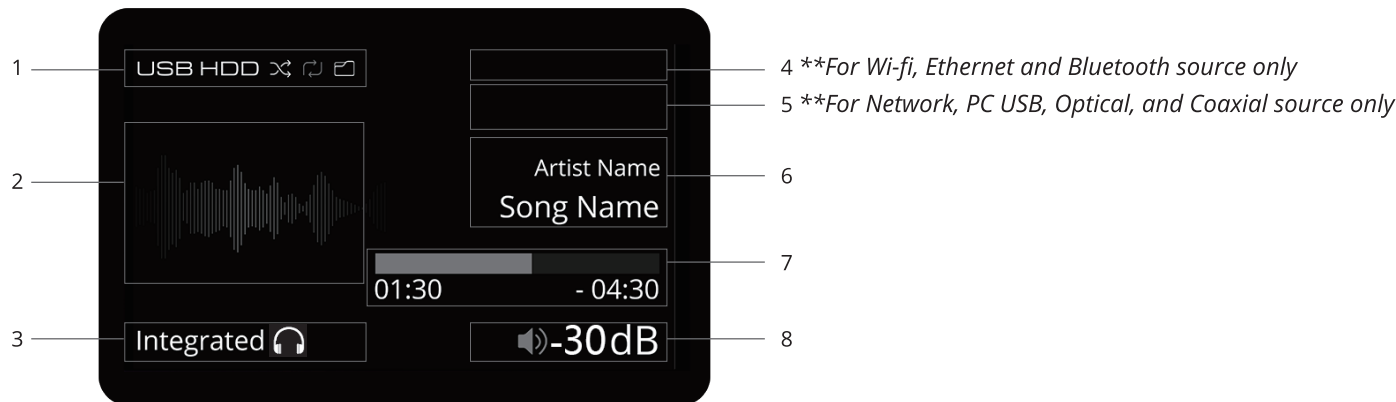 1
USB HDD
4 **For Wi-fi, Ethernet and Bluetooth source only
5 **For Network, PC USB, Optical, and Coaxial source only
2
Artist Name
Song Name
6
01:30 - 04:30
7
3
Integrated
-30dB
8